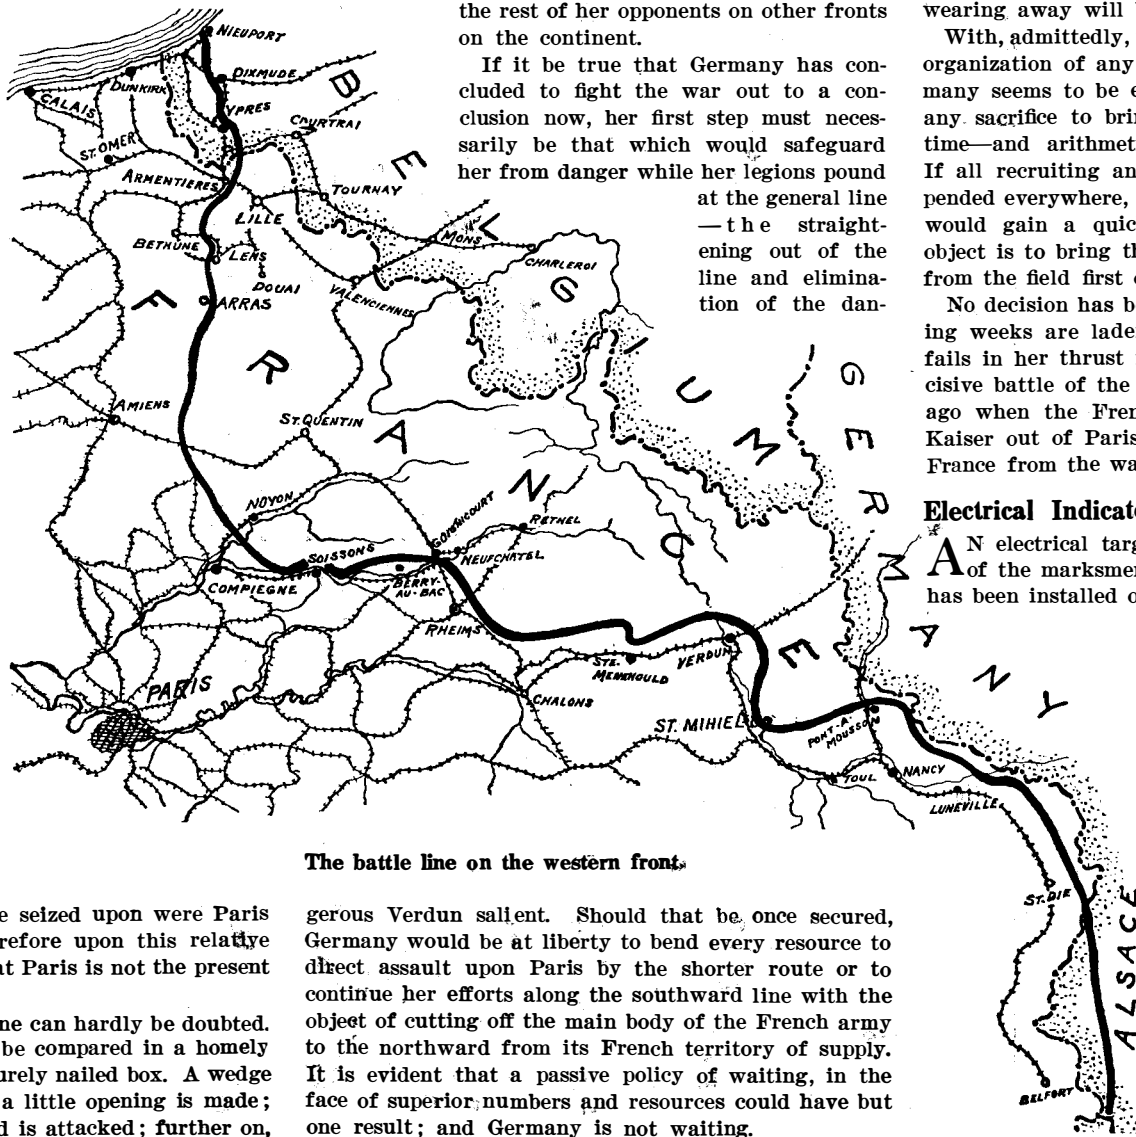 the rest of her opponents on other fronts
on the continent.
If it be true that Germany has con-
cluded to fight the war out to a con-
clusion now, her first step must neces-
sarily be that which would safeguard
her from danger while her legions pound
at the general line
—the straight-
ening out of the
line and elimina-
tion of the dan-
wearing away will
With, admittedly,
organization of any
many seems to be
any sacrifice to
time—and
If all recruiting
pended everywhere,
would gain a
object is to bring
from the field first
No decision has
ing weeks are
fails in her thrust
cisive battle of the
ago when the
Kaiser out of Paris
France from the
Electrical
AN electrical
of the
has been installed
NIEUPORT
DIXMUDE
DUNKIRK
CALAIS
YPRES
COURTRAI
ST. OMER
ARMENTIERES
TOURNAY
LILLE
BETHUNE
LENS
MONS
CHARLEROI
DOUAI
VALENCIENNES
ARRAS
BELGIUM
FRANCE
GERMANY
AMIENS
ST. QUENTIN
NOYON
GOIGNICOURT
RETHEL
SOISSONS
NEUFCHATEL
COMPIEGNE
BERRY-
AU-BAC
RHEIMS
STE.
MENEHOULD
VERDUN
PARIS
CHALONS
ST. MIHIEL
PONT-A
MOUSSON
TOUL
NANCY
LUNEVILLE
ST. DIE
ALSACE
BELFORT
The battle line on the western front.
seized upon were Paris
upon this relative
Paris is not the present
can hardly be doubted.
be compared in a homely
nailed box. A wedge
a little opening is made;
is attacked; further on,
gerous Verdun salient. Should that be once secured,
Germany would be at liberty to bend every resource to
direct assault upon Paris by the shorter route or to
continue her efforts along the southward line with the
object of cutting off the main body of the French army
to the northward from its French territory of supply.
It is evident that a passive policy of waiting, in the
face of superior numbers and resources could have but
one result; and Germany is not waiting.